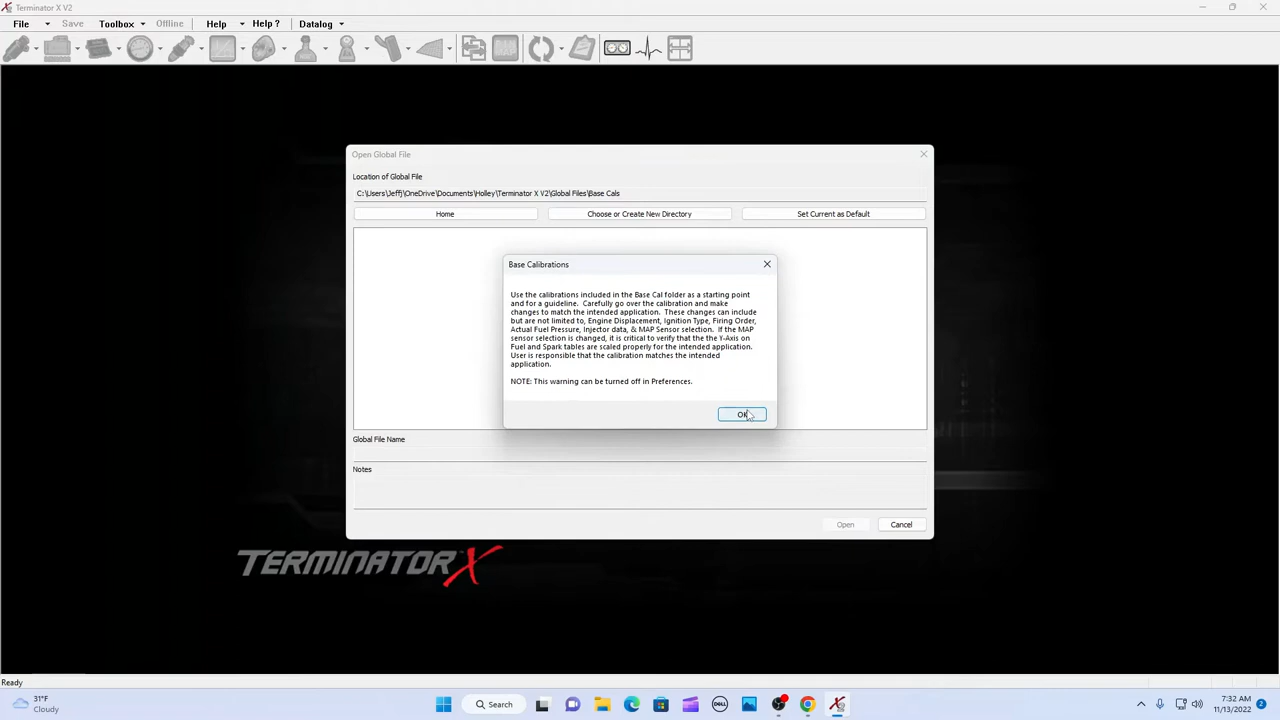 Terminator X V2
File Save Toolbox Offline Help Help ? Datalog
Open Global File
Location of Global File
C:\Users\Jeffj\OneDrive\Documents\Holley\Terminator X V2\Global Files\Base Cals
Home Choose or Create New Directory Set Current as Default
Base Calibrations
Use the calibrations included in the Base Cal folder as a starting point
and for a guideline. Carefully go over the calibration and make
changes to match the intended application. These changes can include
but are not limited to, Engine Displacement, Ignition Type, Firing Order,
Actual Fuel Pressure, Injector data, & MAP Sensor selection. If the MAP
sensor selection is changed, it is critical to verify that the the Y-Axis on
Fuel and Spark tables are scaled properly for the intended application.
User is responsible that the calibration matches the intended
application.
NOTE: This warning can be turned off in Preferences.
OK
Global File Name
Notes
Open Cancel
TERMINATOR X
Ready
31°F
Cloudy
Search
DELL
7:32 AM
11/13/2022
2